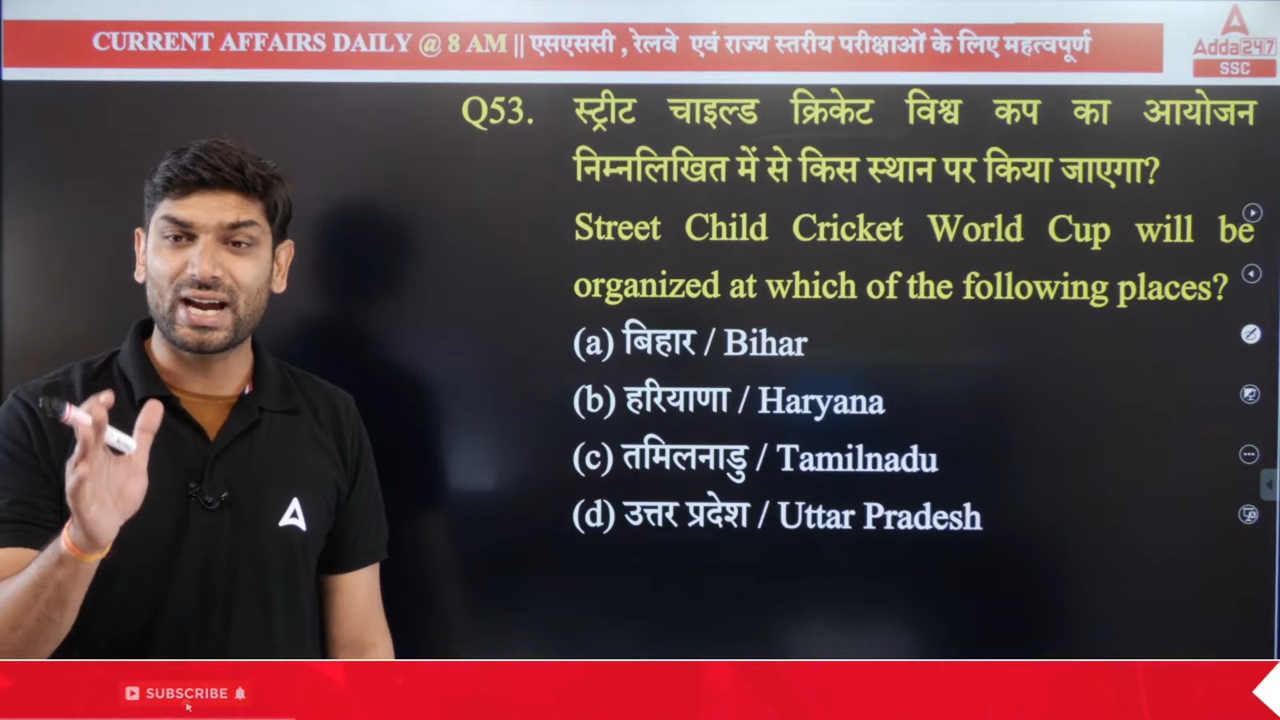 CURRENT AFFAIRS DAILY @ 8 AM || एसएससी , रेलवे एवं राज्य स्तरीय परीक्षाओं के लिए महत्वपूर्ण
Adda247
SSC
Q53. स्ट्रीट चाइल्ड क्रिकेट विश्व कप का आयोजन
निम्नलिखित में से किस स्थान पर किया जाएगा?
Street Child Cricket World Cup will be
organized at which of the following places?
(a) बिहार / Bihar
(b) हरियाणा / Haryana
(c) तमिलनाडु / Tamilnadu
(d) उत्तर प्रदेश / Uttar Pradesh
SUBSCRIBE